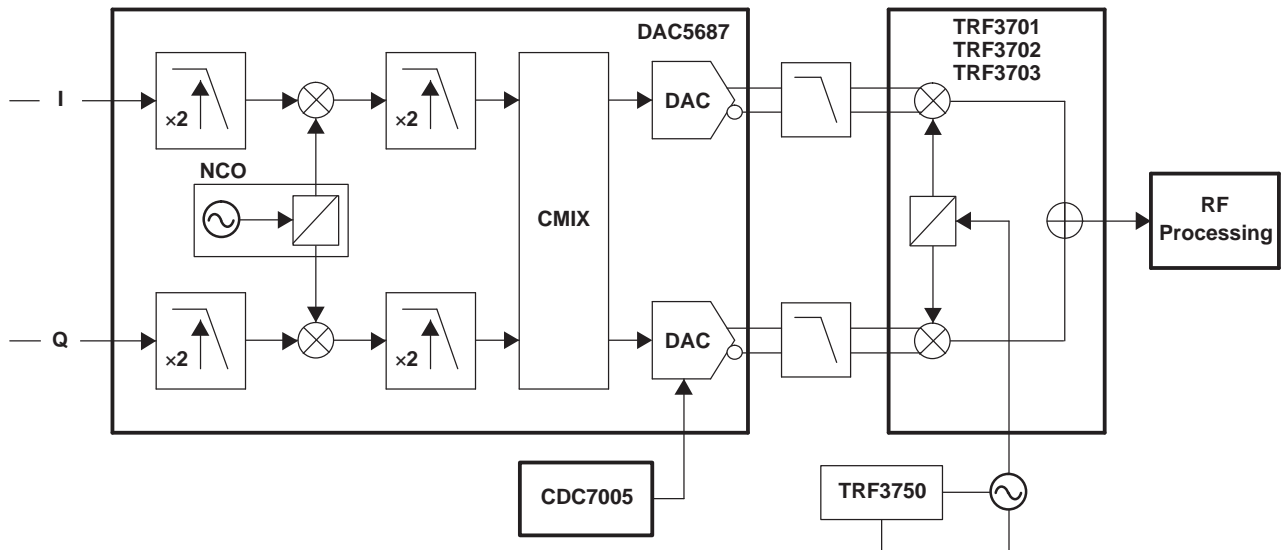 DAC5687
TRF3701
TRF3702
TRF3703
I
×2
×2
DAC
NCO
CMIX
RF
Processing
Q
×2
×2
DAC
CDC7005
TRF3750